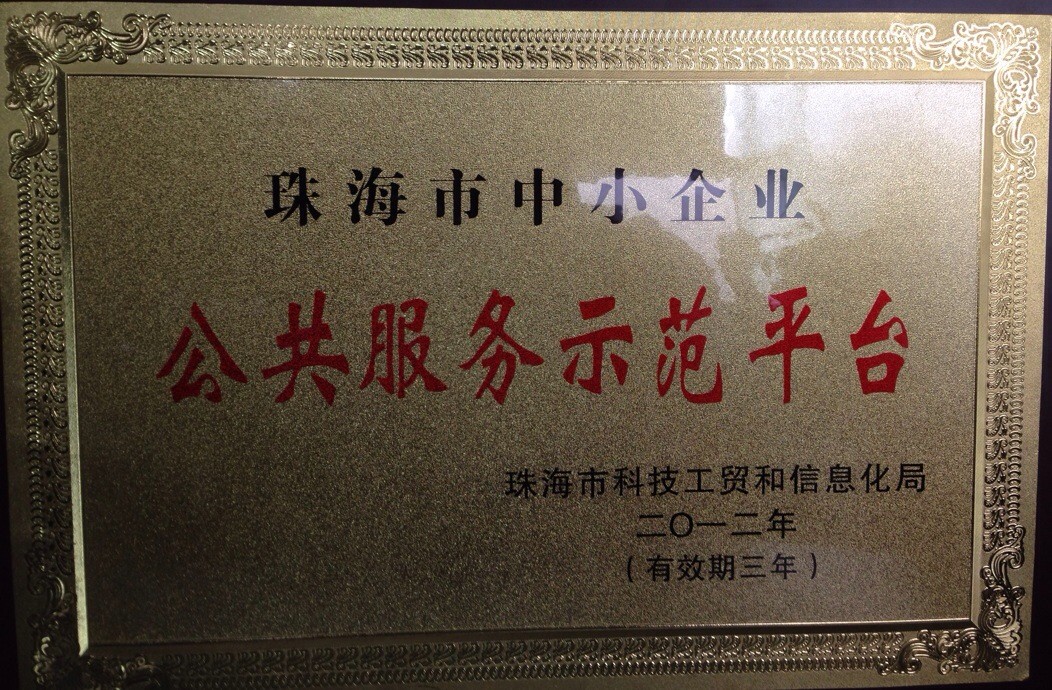 珠海市中小企业
公共服务示范平台
珠海市科技工贸和信息化局
二〇一二年
（有效期三年）